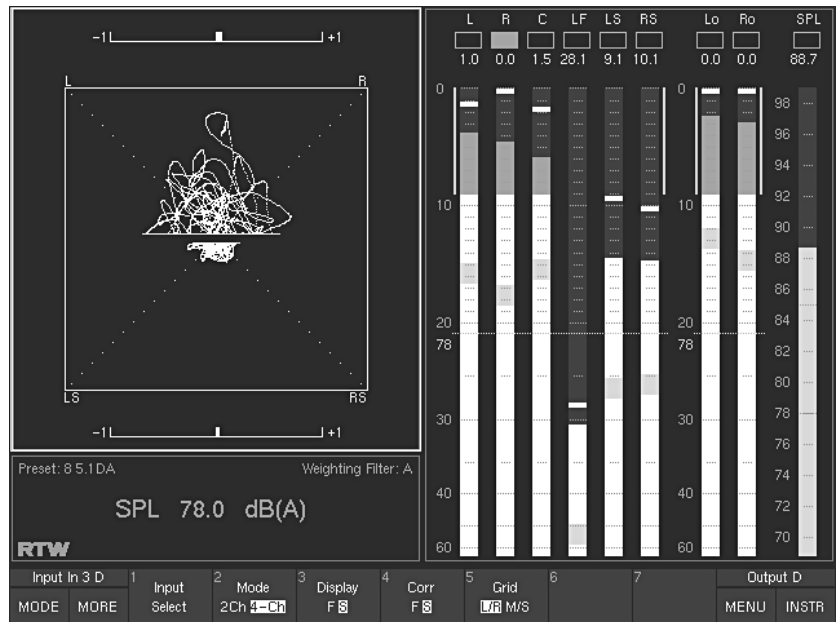 -1 +1
L R
LS RS
-1 +1
Preset: 8 5.1DA Weighting Filter: A
SPL 78.0 dB(A)
RTW
L R C LF LS RS Lo Ro SPL
1.0 0.0 1.5 28.1 9.1 10.1 0.0 0.0 88.7
0 0
98
96
94
92
10 10
90
88
86
20 20 84
78 78
82
80
30 30 78
76
74
40 40
72
70
60 60
Input In 3 D 1 Input 2 Mode 3 Display 4 Corr 5 Grid 6 7 Output D
MODE MORE Select 2Ch 4-Ch F S F S L/R M/S MENU INSTR